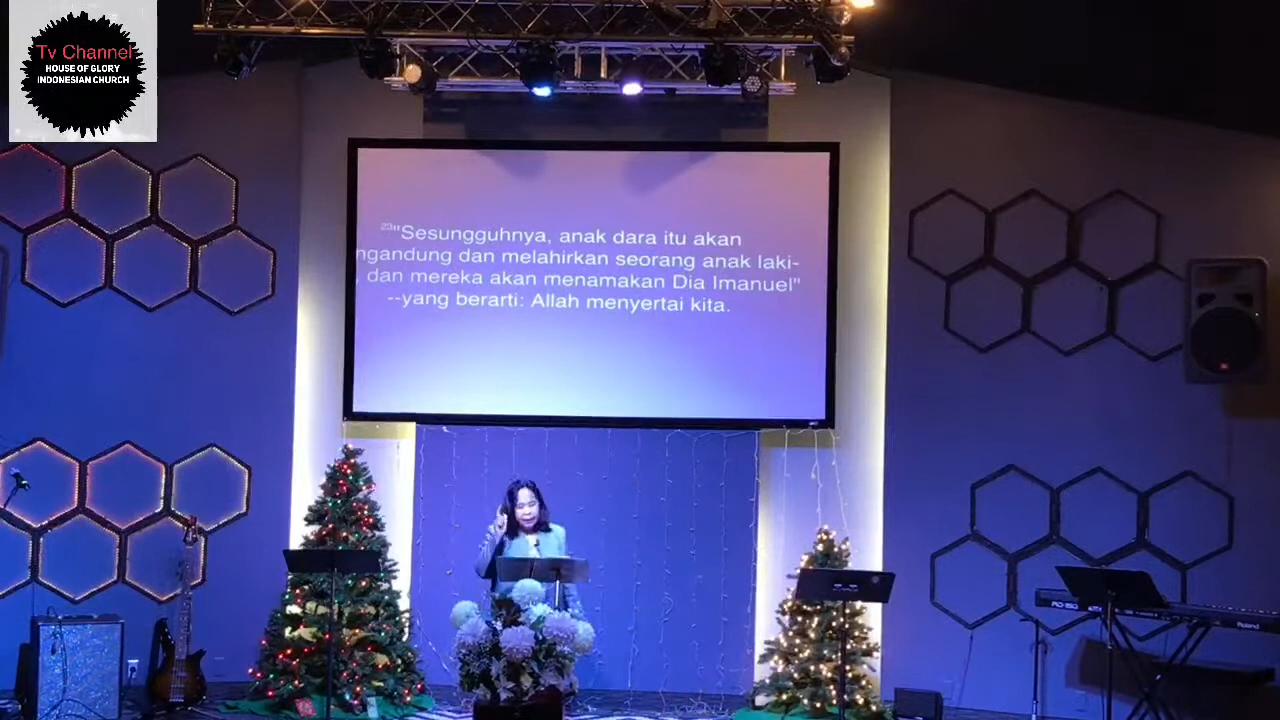 Tv Channel
HOUSE OF GLORY
INDONESIAN CHURCH
23"Sesungguhnya, anak dara itu akan
ngandung dan melahirkan seorang anak laki-
dan mereka akan menamakan Dia Imanuel"
--yang berarti: Allah menyertai kita.
Roland